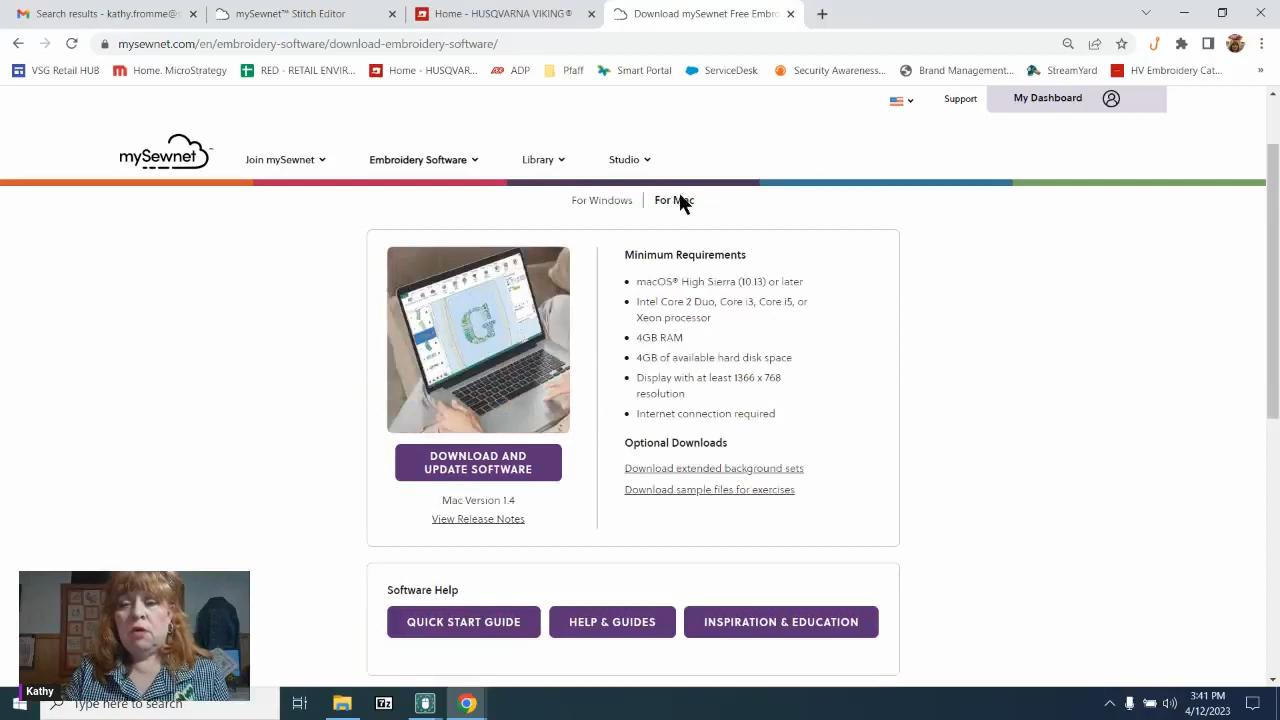 Search results - kathy.fromme@
mySewnet™ Stitch Editor
Home - HUSQVARNA VIKING®
Download mySewnet Free Embro
mysewnet.com/en/embroidery-software/download-embroidery-software/
VSG Retail HUB
Home. MicroStrategy
RED - RETAIL ENVIR...
Home - HUSQVAR...
ADP
Pfaff
Smart Portal
ServiceDesk
Security Awareness...
Brand Management...
StreamYard
HV Embroidery Cat...
»
Support
My Dashboard
mySewnet™
Join mySewnet
Embroidery Software
Library
Studio
For Windows
For Mac
Minimum Requirements
macOS® High Sierra (10.13) or later
Intel Core 2 Duo, Core i3, Core i5, or
Xeon processor
4GB RAM
4GB of available hard disk space
Display with at least 1366 x 768
resolution
Internet connection required
G
DOWNLOAD AND
UPDATE SOFTWARE
Mac Version 1.4
View Release Notes
Optional Downloads
Download extended background sets
Download sample files for exercises
Software Help
QUICK START GUIDE
HELP & GUIDES
INSPIRATION & EDUCATION
Kathy
Type here to search
7z
3:41 PM
4/12/2023